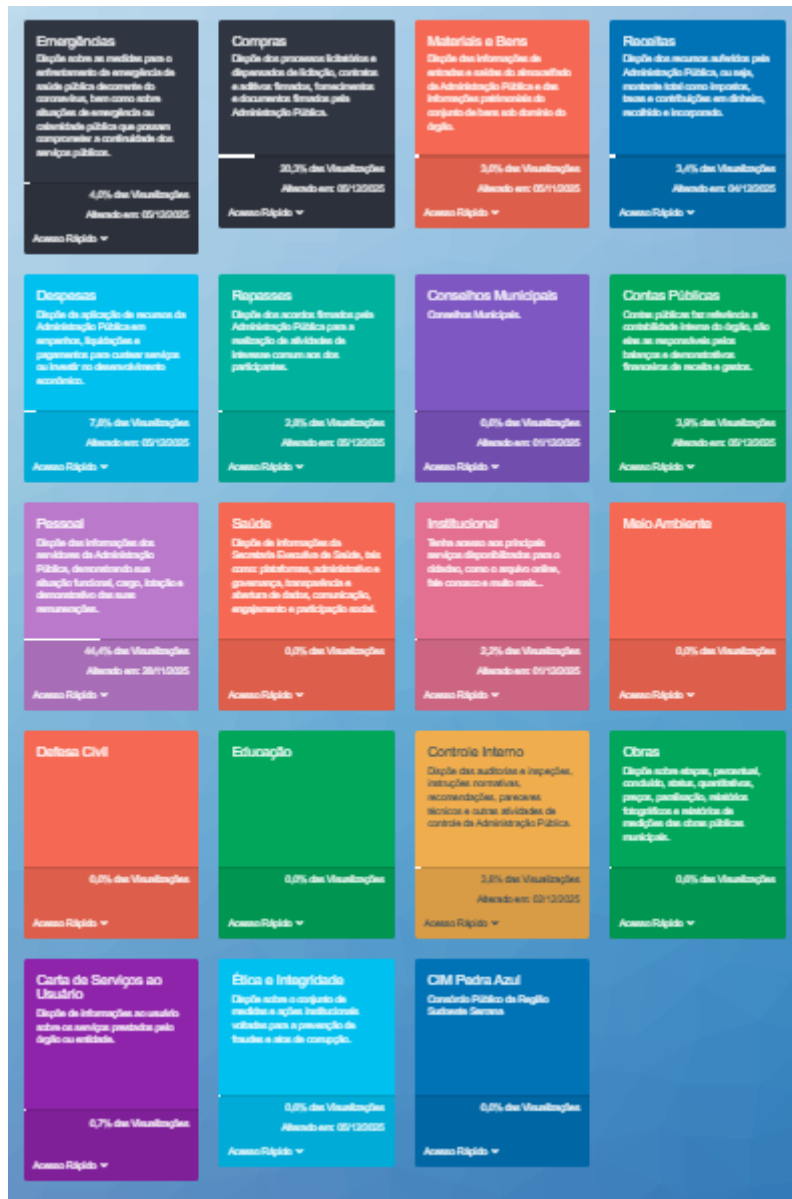 Emergências
Dispõe sobre as medidas para o
enfrentamento da emergência de
saúde pública decorrente do
coronavírus, bem como sobre
situações de emergência ou
calamidade pública que possam
comprometer a continuidade dos
serviços públicos.
4,0% das Visualizações
Alterado em: 05/12/2025
Acesso Rápido
Compras
Dispõe dos processos licitatórios e
dispensados de licitação, contratos
e aditivos firmados, fornecimentos
e documentos firmados pela
Administração Pública.
20,3% das Visualizações
Alterado em: 05/12/2025
Acesso Rápido
Materiais e Bens
Dispõe das informações de
entradas e saídas do almoxarifado
da Administração Pública e das
informações patrimoniais do
conjunto de bens sob domínio do
órgão.
3,0% das Visualizações
Alterado em: 05/11/2025
Acesso Rápido
Receitas
Dispõe dos recursos auferidos pela
Administração Pública, ou seja,
montante total como impostos,
taxas e contribuições em dinheiro,
recolhido e incorporado.
3,4% das Visualizações
Alterado em: 04/12/2025
Acesso Rápido
Despesas
Dispõe da aplicação de recursos da
Administração Pública em
empenhos, liquidações e
pagamentos para custear serviços
ou investir no desenvolvimento
econômico.
7,0% das Visualizações
Alterado em: 05/12/2025
Acesso Rápido
Repasses
Dispõe dos acordos firmados pela
Administração Pública para a
realização de atividades de
interesse comum aos dos
participantes.
2,8% das Visualizações
Alterado em: 05/12/2025
Acesso Rápido
Conselhos Municipais
Conselhos Municipais.
0,0% das Visualizações
Alterado em: 01/12/2025
Acesso Rápido
Contas Públicas
Contas públicas faz referência a
contabilidade interna do órgão, são
elas as responsáveis pelos
balanços e demonstrativos
financeiros de receita e gastos.
3,9% das Visualizações
Alterado em: 05/12/2025
Acesso Rápido
Pessoal
Dispõe das informações dos
servidores da Administração
Pública, demonstrando sua
situação funcional, cargo, lotação e
demonstrativo das suas
remunerações.
44,4% das Visualizações
Alterado em: 28/11/2025
Acesso Rápido
Saúde
Dispõe de informações da
Secretaria Executiva de Saúde, tais
como: plataformas, administrativo e
governança, transparência e
abertura de dados, comunicação,
engajamento e participação social.
0,0% das Visualizações
Acesso Rápido
Institucional
Tenha acesso aos principais
serviços disponibilizados para o
cidadão, como o arquivo online,
fale conosco e muito mais...
2,2% das Visualizações
Alterado em: 01/12/2025
Acesso Rápido
Meio Ambiente
0,0% das Visualizações
Acesso Rápido
Defesa Civil
0,0% das Visualizações
Acesso Rápido
Educação
0,0% das Visualizações
Acesso Rápido
Controle Interno
Dispõe das auditorias e inspeções,
instruções normativas,
recomendações, pareceres
técnicos e outras atividades de
controle da Administração Pública.
3,8% das Visualizações
Alterado em: 02/12/2025
Acesso Rápido
Obras
Dispõe sobre etapas, percentual,
concluído, status, quantitativos,
preços, paralisação, relatórios
fotográficos e relatórios de
medições das obras públicas
municipais.
das Visualizações
Acesso Rápido
Carta de Serviços ao
Usuário
Dispõe de informações ao usuário
sobre os serviços prestados pelo
órgão ou entidade.
0,7% das Visualizações
Acesso Rápido
Ética e Integridade
Dispõe sobre o conjunto de
medidas e ações institucionais
voltadas para a prevenção de
fraudes e atos de corrupção.
das Visualizações
Alterado em: 05/12/2025
Acesso Rápido
CIM Pedra Azul
Consórcio Público da Região
Sudoeste Serrana
0,0% das Visualizações
Acesso Rápido